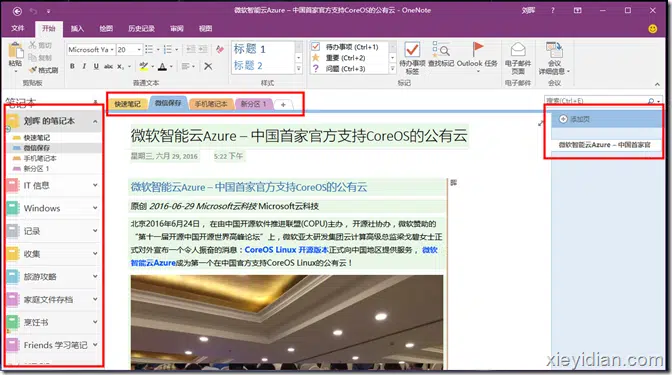 微软智能云Azure – 中国首家官方支持CoreOS的公有云 - OneNote
刘晖
文件
开始
插入
绘图
历史记录
审阅
视图
粘贴
剪切
复制
格式刷
剪贴板
Microsoft Ya
20
普通文本
标题 1
标题 2
样式
待办事项 (Ctrl+1)
重要 (Ctrl+2)
问题 (Ctrl+3)
待办事项
标记
查找标记
Outlook 任务
标记
电子邮件
页面
电子邮件
会议
详细信息
会议
笔记本
快速笔记
微信保存
手机笔记本
新分区 1
搜索(Ctrl+E)
刘晖 的笔记本
快速笔记
微信保存
手机笔记本
新分区 1
IT 信息
Windows
记录
收集
旅游攻略
家庭文件存档
烹饪书
Friends 学习笔记
微软智能云Azure – 中国首家官方支持CoreOS的公有云
星期三, 六月 29, 2016
5:22 下午
微软智能云Azure – 中国首家官方支持CoreOS的公有云
原创 2016-06-29 Microsoft云科技 Microsoft云科技
北京2016年6月24日，在由中国开源软件推进联盟(COPU)主办，开源社协办，微软赞助的
“第十一届开源中国开源世界高峰论坛”上，微软亚太研发集团云计算高级总监梁戈碧女士正
式对外宣布一个令人振奋的消息：CoreOS Linux 开源版本正式向中国地区提供服务，微软
智能云Azure成为第一个在中国官方支持CoreOS Linux的公有云！
添加页
微软智能云Azure – 中国首家官
xieyidian.com